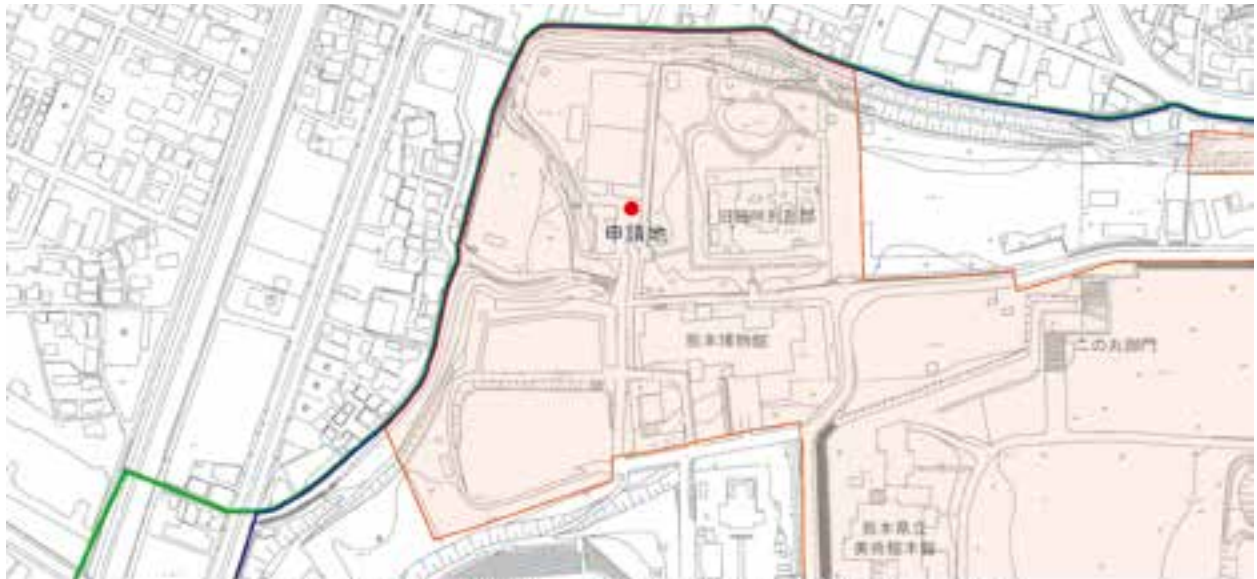 旧細川刑部邸
申請地
熊本博物館
二の丸御門
熊本県立
美術館本館